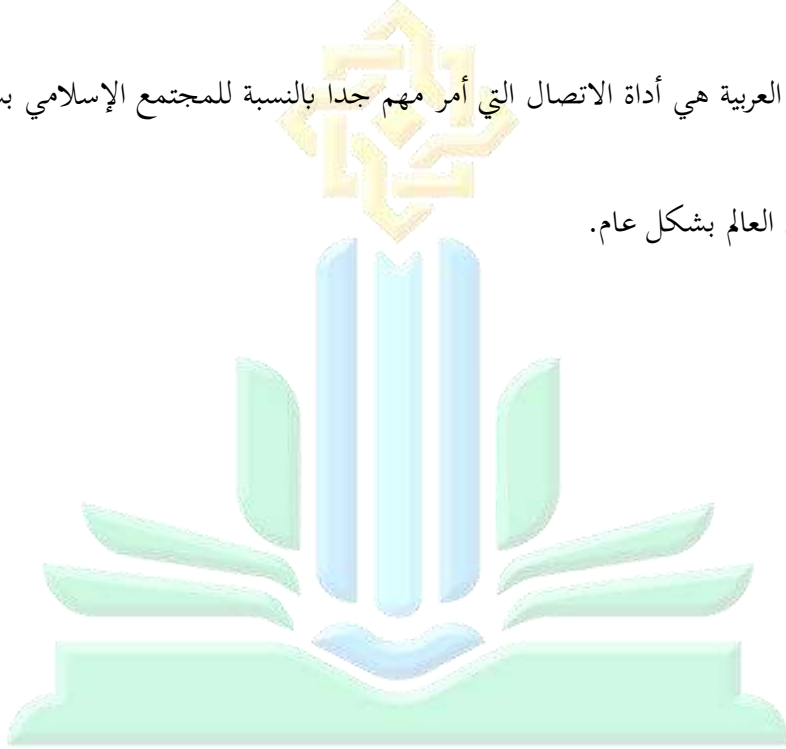 العربية هي أداة الاتصال التي أمر مهم جدا بالنسبة للمجتمع الإسلامي
العالم بشكل عام.